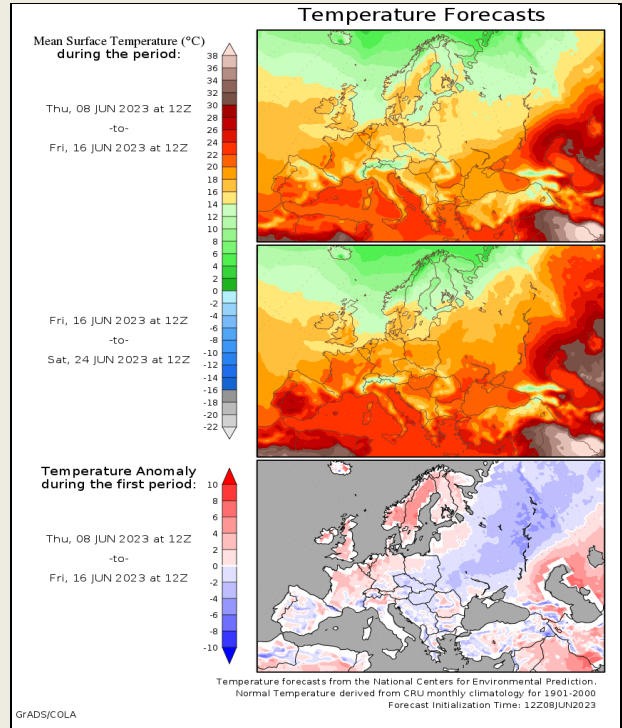 Temperature Forecasts
Mean Surface Temperature (°C)
during the period:
Thu, 08 JUN 2023 at 12Z
-to-
Fri, 16 JUN 2023 at 12Z
38
36
34
32
30
28
26
24
22
20
18
16
14
12
10
8
6
4
2
0
-2
-4
-6
-8
-10
-12
-14
-16
-18
-20
-22
Fri, 16 JUN 2023 at 12Z
-to-
Sat, 24 JUN 2023 at 12Z
Temperature Anomaly
during the first period:
Thu, 08 JUN 2023 at 12Z
-to-
Fri, 16 JUN 2023 at 12Z
10
8
6
4
2
0
-2
-4
-6
-8
-10
Temperature forecasts from the National Centers for Environmental Prediction.
Normal Temperature derived from CRU monthly climatology for 1901-2000
Forecast Initialization Time: 12Z08JUN2023
GrADS/COLA